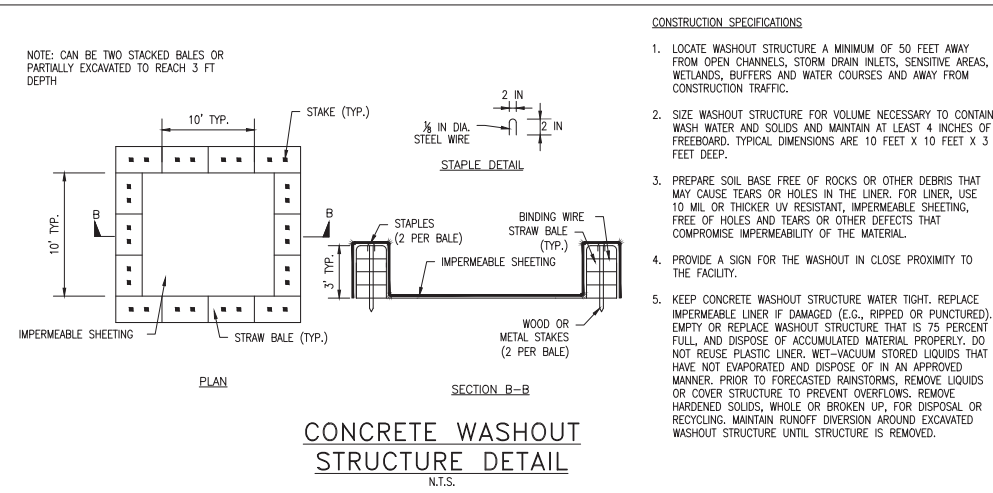 NOTE: CAN BE TWO STACKED BALES OR
PARTIALLY EXCAVATED TO REACH 3 FT
DEPTH
10' TYP.
STAKE (TYP.)
10' TYP.
B
B
IMPERMEABLE SHEETING
STRAW BALE (TYP.)
PLAN
2 IN
⅛ IN DIA.
STEEL WIRE
2 IN
STAPLE DETAIL
STAPLES
(2 PER BALE)
BINDING WIRE
STRAW BALE
(TYP.)
3' TYP.
IMPERMEABLE SHEETING
WOOD OR
METAL STAKES
(2 PER BALE)
SECTION B-B
CONCRETE WASHOUT
STRUCTURE DETAIL
N.T.S.
CONSTRUCTION SPECIFICATIONS
1. LOCATE WASHOUT STRUCTURE A MINIMUM OF 50 FEET AWAY
FROM OPEN CHANNELS, STORM DRAIN INLETS, SENSITIVE AREAS,
WETLANDS, BUFFERS AND WATER COURSES AND AWAY FROM
CONSTRUCTION TRAFFIC.
2. SIZE WASHOUT STRUCTURE FOR VOLUME NECESSARY TO CONTAIN
WASH WATER AND SOLIDS AND MAINTAIN AT LEAST 4 INCHES OF
FREEBOARD. TYPICAL DIMENSIONS ARE 10 FEET X 10 FEET X 3
FEET DEEP.
3. PREPARE SOIL BASE FREE OF ROCKS OR OTHER DEBRIS THAT
MAY CAUSE TEARS OR HOLES IN THE LINER. FOR LINER, USE
10 MIL OR THICKER UV RESISTANT, IMPERMEABLE SHEETING,
FREE OF HOLES AND TEARS OR OTHER DEFECTS THAT
COMPROMISE IMPERMEABILITY OF THE MATERIAL.
4. PROVIDE A SIGN FOR THE WASHOUT IN CLOSE PROXIMITY TO
THE FACILITY.
5. KEEP CONCRETE WASHOUT STRUCTURE WATER TIGHT. REPLACE
IMPERMEABLE LINER IF DAMAGED (E.G., RIPPED OR PUNCTURED).
EMPTY OR REPLACE WASHOUT STRUCTURE THAT IS 75 PERCENT
FULL, AND DISPOSE OF ACCUMULATED MATERIAL PROPERLY. DO
NOT REUSE PLASTIC LINER. WET-VACUUM STORED LIQUIDS THAT
HAVE NOT EVAPORATED AND DISPOSE OF IN AN APPROVED
MANNER. PRIOR TO FORECASTED RAINSTORMS, REMOVE LIQUIDS
OR COVER STRUCTURE TO PREVENT OVERFLOWS. REMOVE
HARDENED SOLIDS, WHOLE OR BROKEN UP, FOR DISPOSAL OR
RECYCLING. MAINTAIN RUNOFF DIVERSION AROUND EXCAVATED
WASHOUT STRUCTURE UNTIL STRUCTURE IS REMOVED.